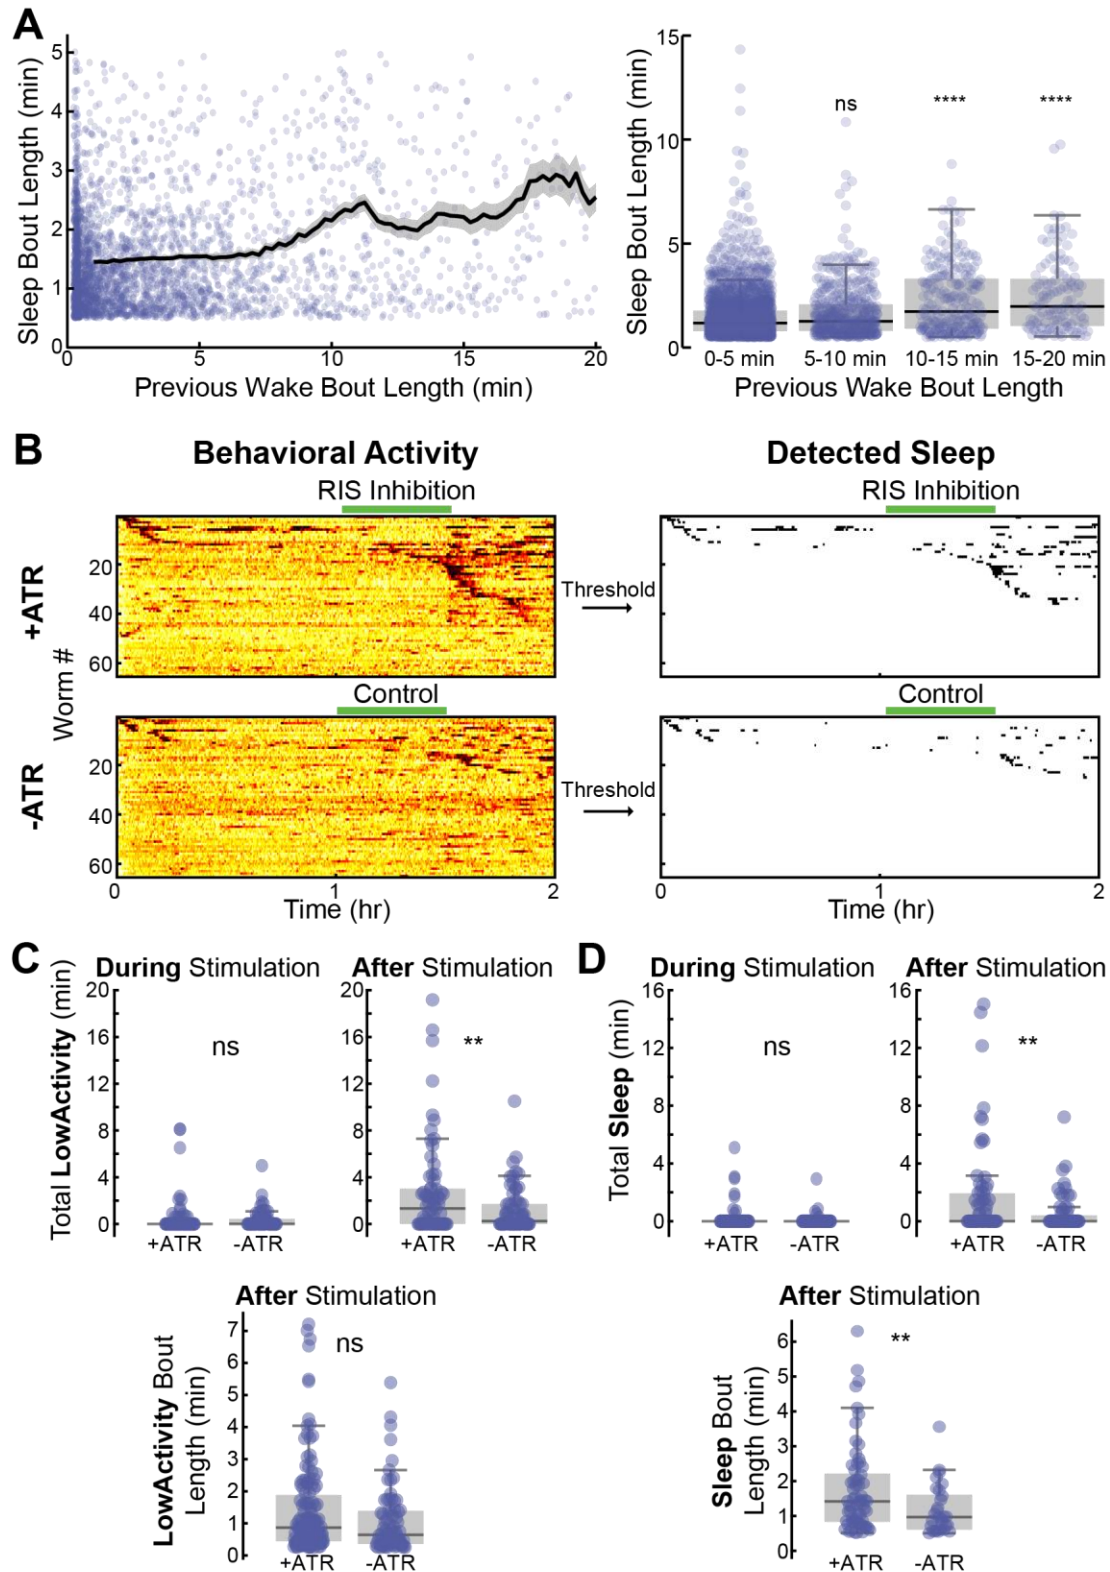 A
Sleep Bout Length (min)
5
4
3
2
1
0
0 5 10 15 20
Previous Wake Bout Length (min)
Sleep Bout Length (min)
15
10
5
0
ns **** ****
0-5 min 5-10 min 10-15 min 15-20 min
Previous Wake Bout Length
B
Behavioral Activity
Detected Sleep
RIS Inhibition
RIS Inhibition
Worm #
+ATR
20
40
60
Threshold
Control
Control
-ATR
20
40
60
Threshold
0 1 2
Time (hr)
0 1 2
Time (hr)
C
During Stimulation
Total LowActivity (min)
20
16
12
8
4
0
ns
+ATR -ATR
After Stimulation
20
16
12
8
4
0
**
+ATR -ATR
After Stimulation
LowActivity Bout
Length (min)
7
6
5
4
3
2
1
0
ns
+ATR -ATR
D
During Stimulation
Total Sleep (min)
16
12
8
4
0
ns
+ATR -ATR
After Stimulation
16
12
8
4
0
**
+ATR -ATR
After Stimulation
Sleep Bout
Length (min)
6
5
4
3
2
1
0
**
+ATR -ATR